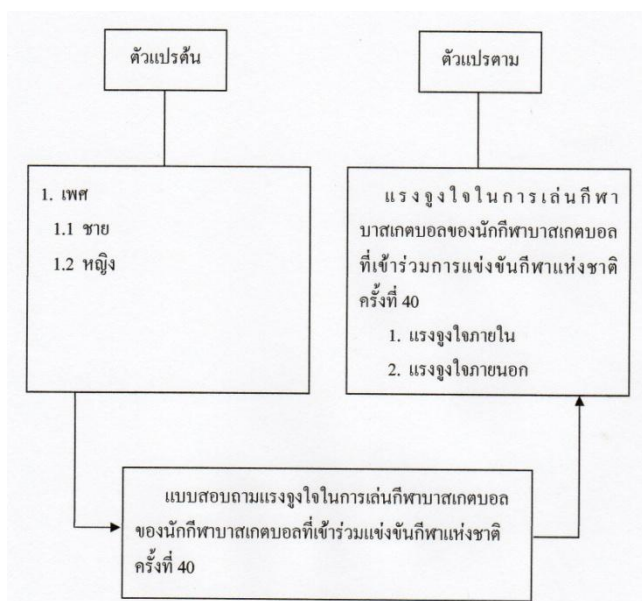 ตัวแปรต้น
ตัวแปรตาม
1. เพศ
1.1 ชาย
1.2 หญิง
แรงจูงใจในการเล่นกีฬา
บาสเกตบอลของนักกีฬาบาสเกตบอล
ที่เข้าร่วมการแข่งขันกีฬาแห่งชาติ
ครั้งที่ 40
1. แรงจูงใจภายใน
2. แรงจูงใจภายนอก
แบบสอบถามแรงจูงใจในการเล่นกีฬาบาสเกตบอล
ของนักกีฬาบาสเกตบอลที่เข้าร่วมแข่งขันกีฬาแห่งชาติ
ครั้งที่ 40